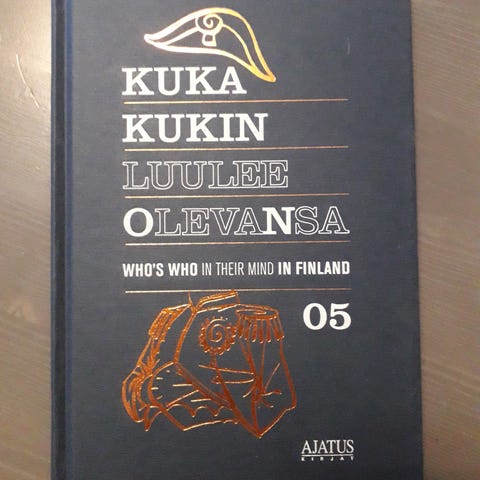 KUKA
KUKIN
LUULEE
OLEVANSA
WHO'S WHO IN THEIR MIND IN FINLAND
05
AJATUS
KIRJAT